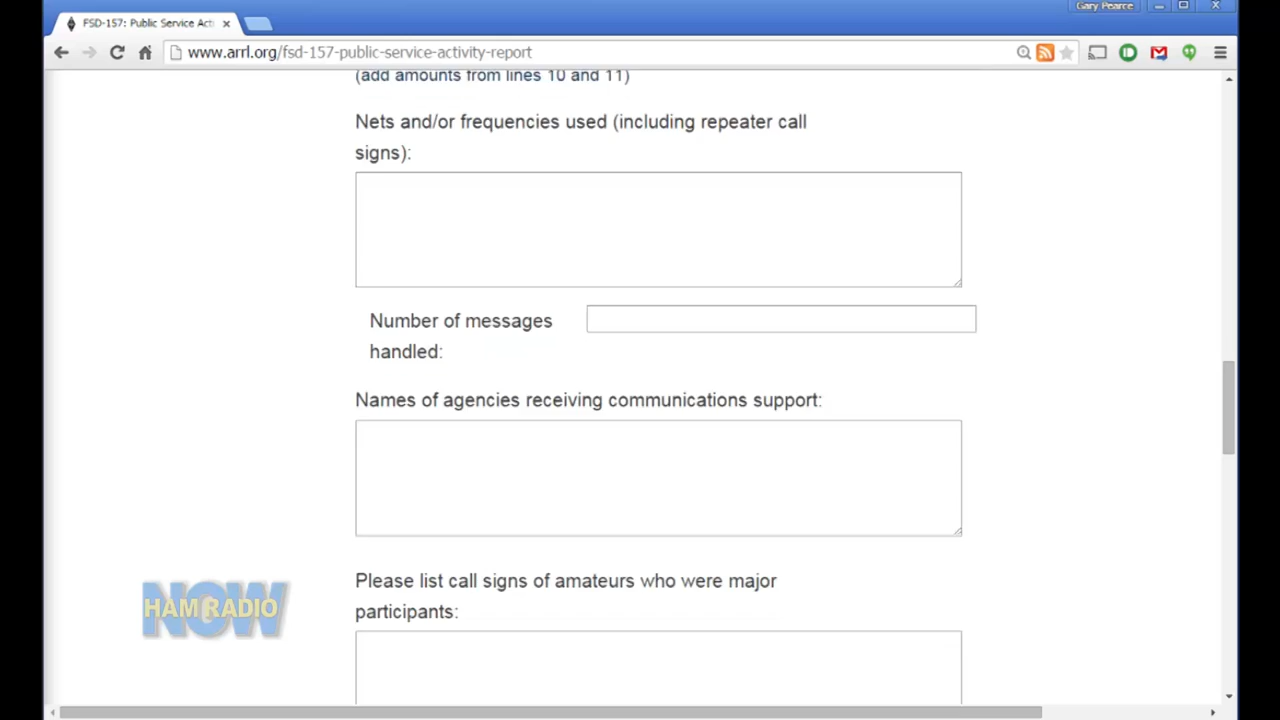 Gary Pearce
FSD-157: Public Service Acti
www.arrl.org/fsd-157-public-service-activity-report
(add amounts from lines 10 and 11)
Nets and/or frequencies used (including repeater call
signs):
Number of messages
handled:
Names of agencies receiving communications support:
Please list call signs of amateurs who were major
participants:
NOW
HAM RADIO